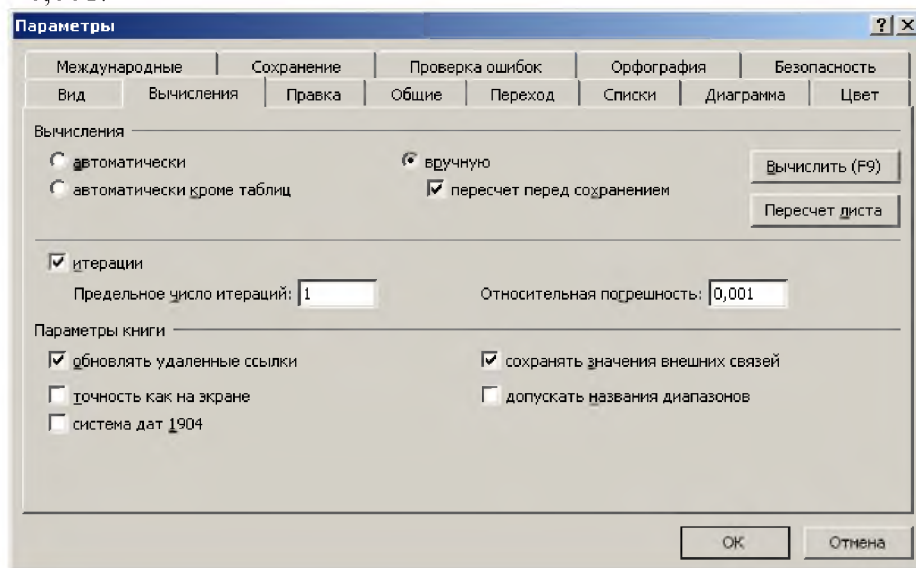 Параметры
Международные Сохранение Проверка ошибок Орфография Безопасность
Вид Вычисления Правка Общие Переход Списки Диаграмма Цвет
Вычисления
автоматически вручную Вычислить (F9)
автоматически кроме таблиц пересчет перед сохранением
Пересчет листа
итерации
Предельное число итераций: 1 Относительная погрешность: 0,001
Параметры книги
обновлять удаленные ссылки сохранять значения внешних связей
точность как на экране допускать названия диапазонов
система дат 1904
ОК Отмена